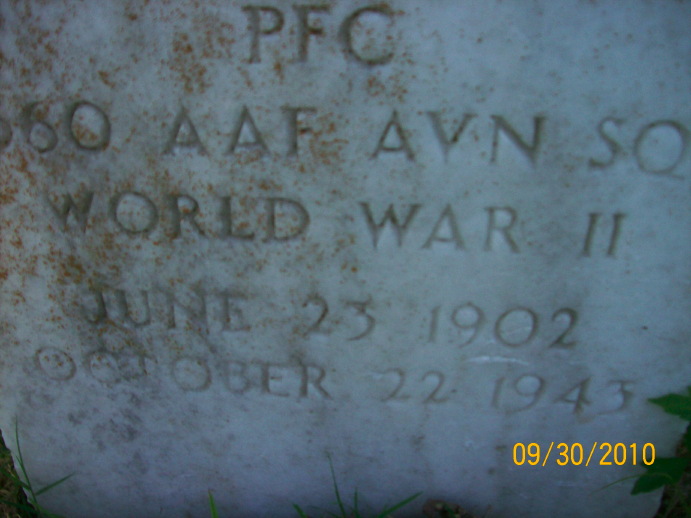 PFC
AAF AVN SQ
WORLD WAR II
JUNE 23 1902
OCTOBER 22 1943
09/30/2010